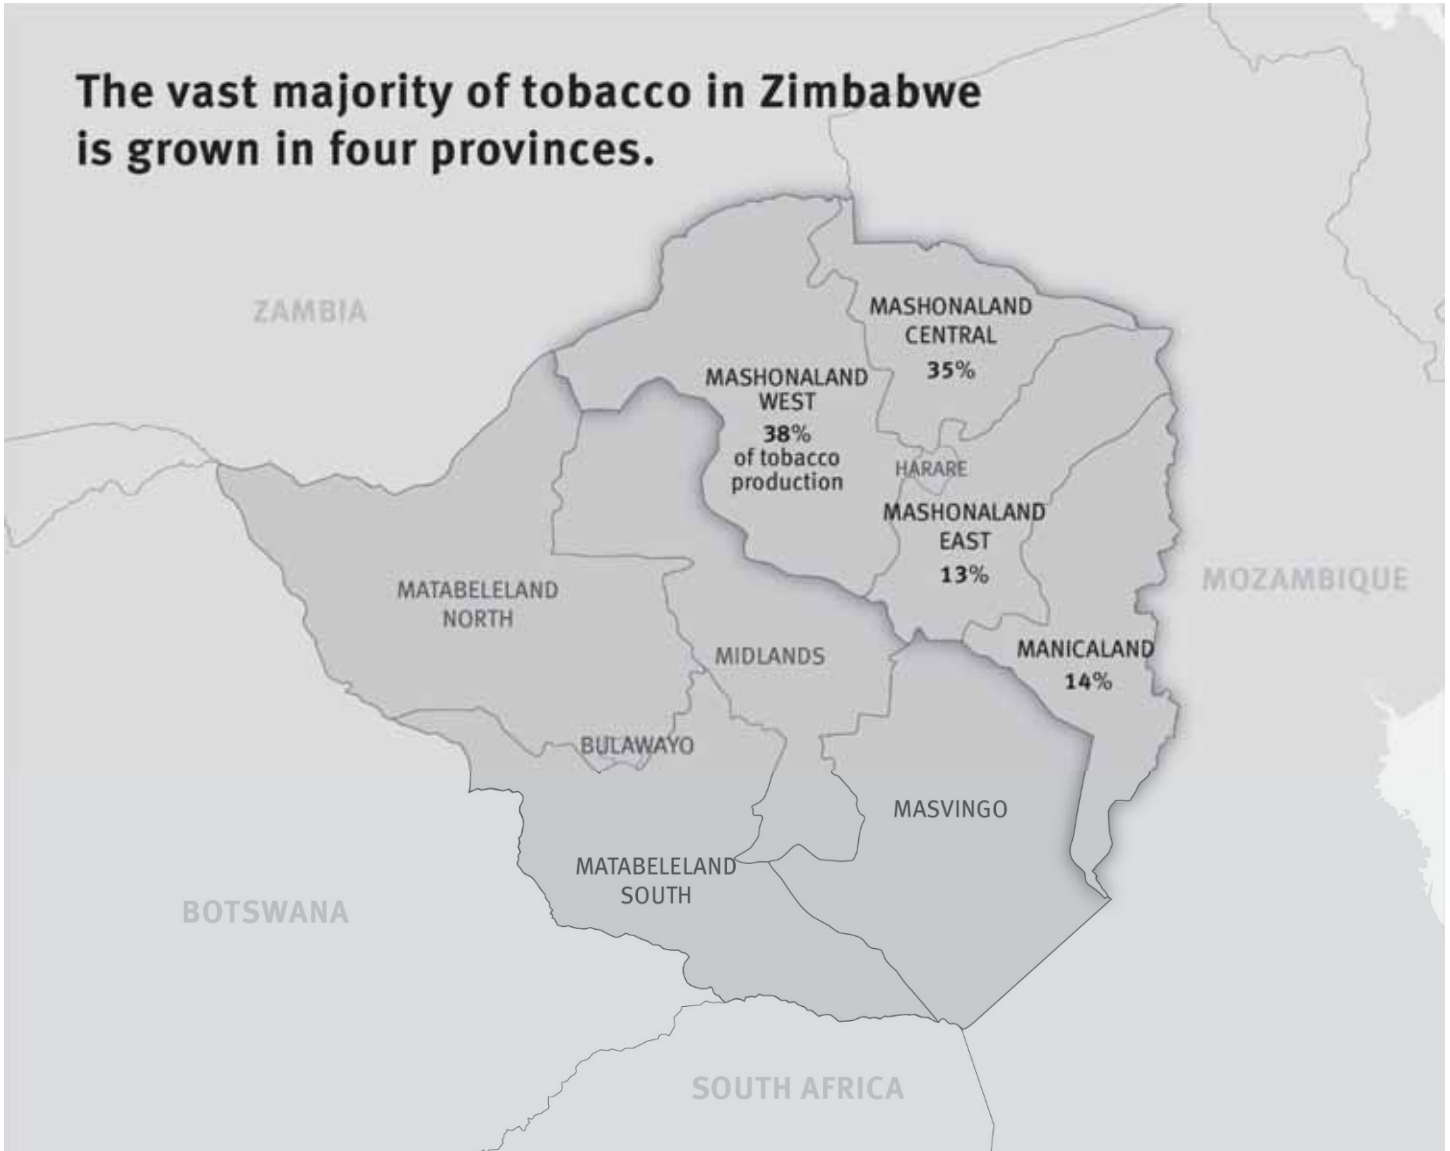 The vast majority of tobacco in Zimbabwe
is grown in four provinces.
ZAMBIA
MASHONALAND
CENTRAL
35%
MASHONALAND
WEST
38%
of tobacco
production
HARARE
MASHONALAND
EAST
13%
MOZAMBIQUE
MATABELELAND
NORTH
MIDLANDS
MANICALAND
14%
BULAWAYO
MASVINGO
MATABELELAND
SOUTH
BOTSWANA
SOUTH AFRICA